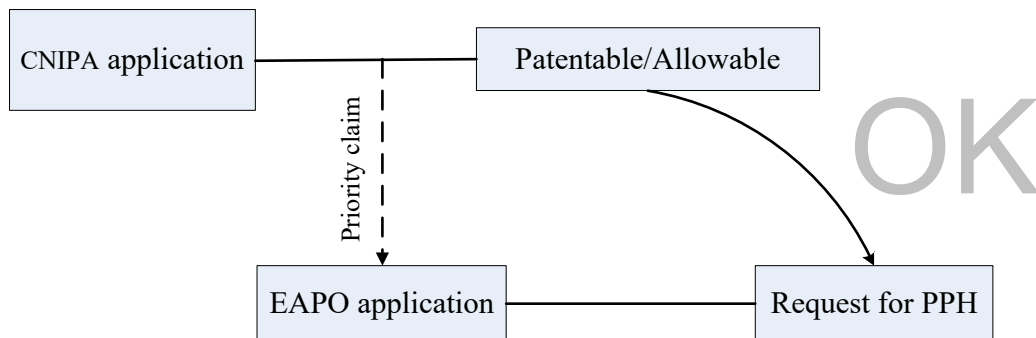 CNIPA application
Patentable/Allowable
OK
Priority claim
EAPO application
Request for PPH